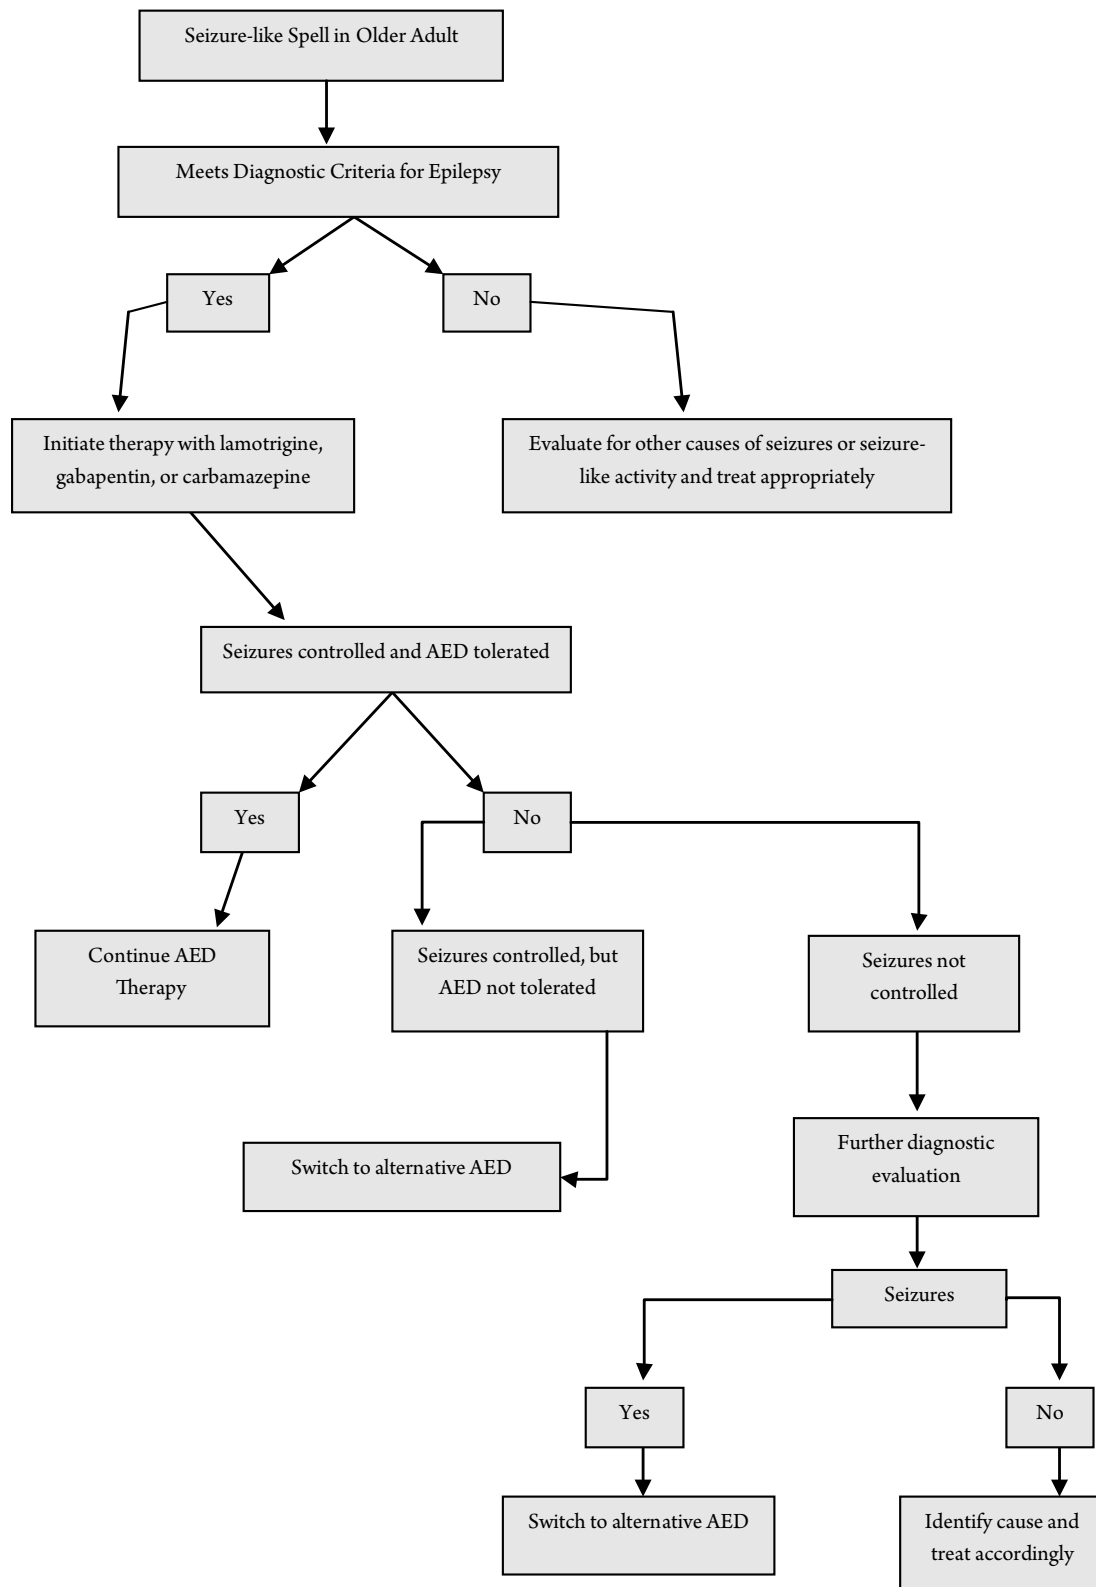 Seizure-like Spell in Older Adult
Meets Diagnostic Criteria for Epilepsy
Yes
No
Initiate therapy with lamotrigine,
gabapentin, or carbamazepine
Evaluate for other causes of seizures or seizure-
like activity and treat appropriately
Seizures controlled and AED tolerated
Yes
No
Continue AED
Therapy
Seizures controlled, but
AED not tolerated
Seizures not
controlled
Switch to alternative AED
Further diagnostic
evaluation
Seizures
Yes
No
Switch to alternative AED
Identify cause and
treat accordingly